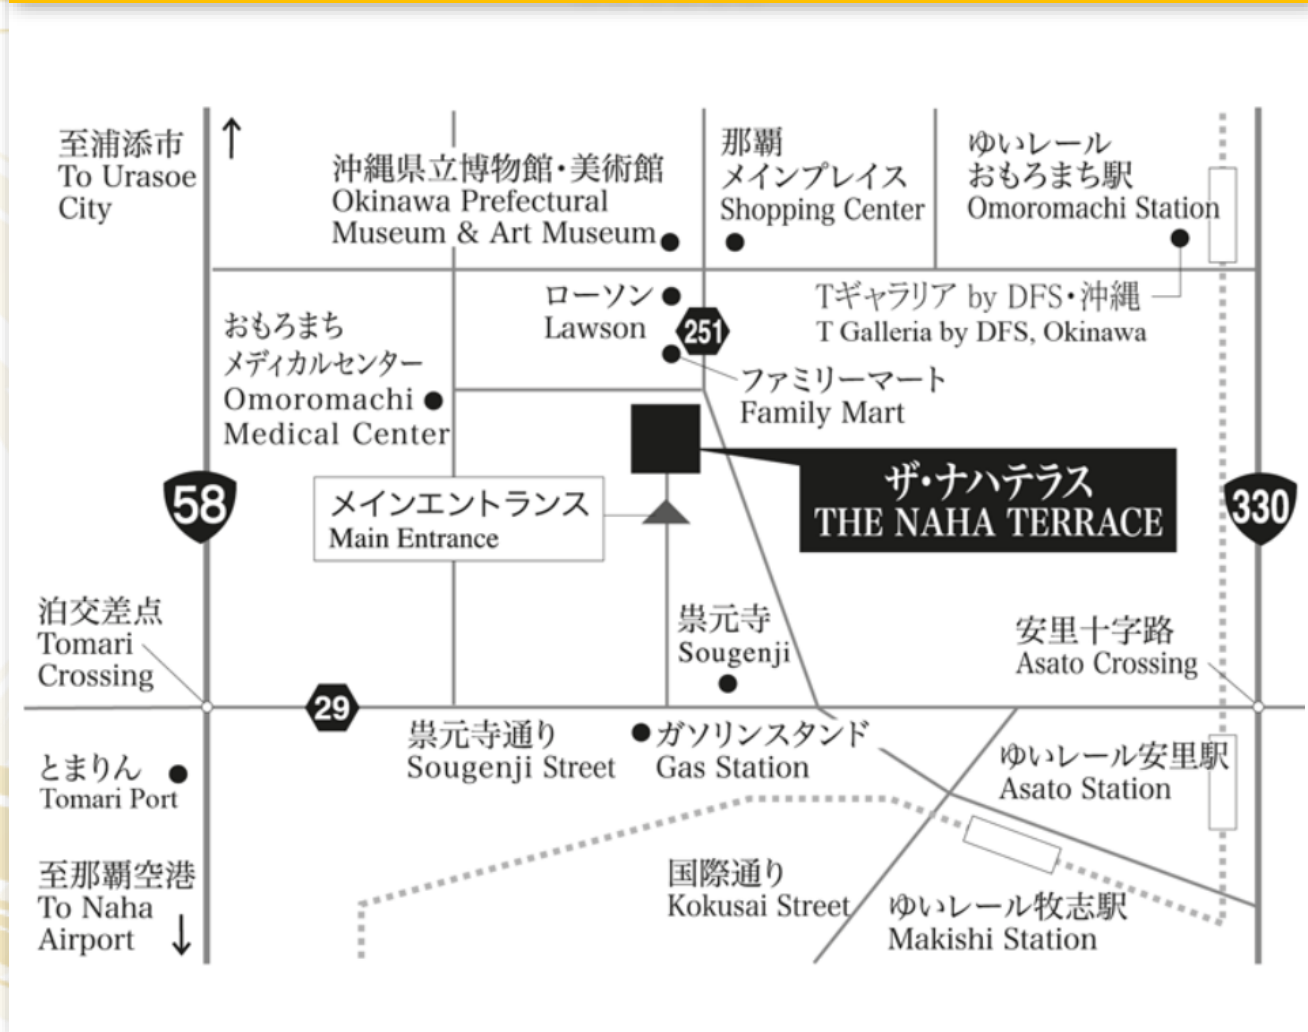 至浦添市
To Urasoe
City
沖縄県立博物館・美術館
Okinawa Prefectural
Museum & Art Museum
那覇
メインプレイス
Shopping Center
ゆいレール
おもろまち駅
Omoromachi Station
ローソン
Lawson
251
Tギャラリア by DFS・沖縄
T Galleria by DFS, Okinawa
おもろまち
メディカルセンター
Omoromachi
Medical Center
ファミリーマート
Family Mart
58
メインエントランス
Main Entrance
ザ・ナハテラス
THE NAHA TERRACE
330
泊交差点
Tomari
Crossing
崇元寺
Sougenji
安里十字路
Asato Crossing
29
崇元寺通り
Sougenji Street
ガソリンスタンド
Gas Station
ゆいレール安里駅
Asato Station
とまりん
Tomari Port
至那覇空港
To Naha
Airport
国際通り
Kokusai Street
ゆいレール牧志駅
Makishi Station